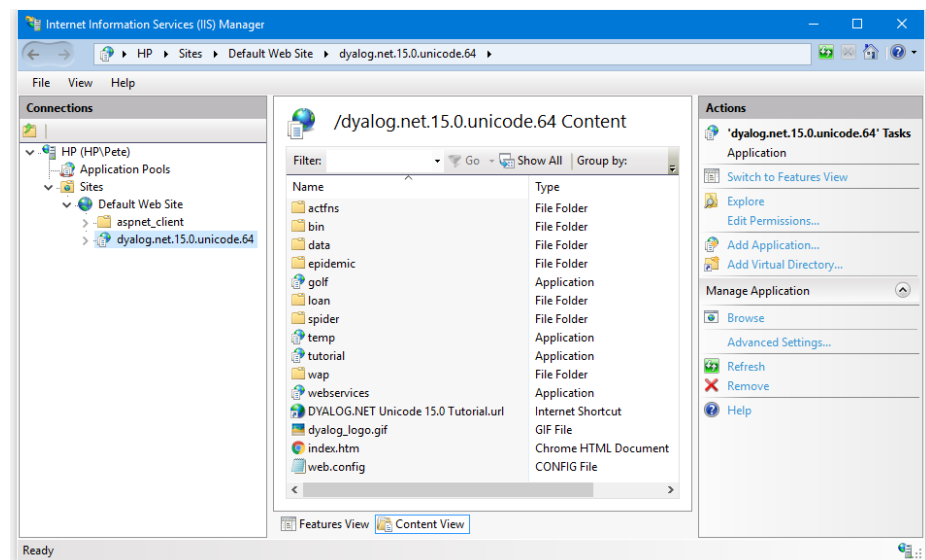 Internet Information Services (IIS) Manager
HP Sites Default Web Site dyalog.net.15.0.unicode.64
File View Help
Connections
HP (HP\Pete)
Application Pools
Sites
Default Web Site
aspnet_client
dyalog.net.15.0.unicode.64
/dyalog.net.15.0.unicode.64 Content
Filter: Go Show All Group by:
Name Type
actfns File Folder
bin File Folder
data File Folder
epidemic File Folder
golf Application
loan File Folder
spider File Folder
temp Application
tutorial Application
wap File Folder
webservices Application
DYALOG.NET Unicode 15.0 Tutorial.url Internet Shortcut
dyalog_logo.gif GIF File
index.htm Chrome HTML Document
web.config CONFIG File
Features View Content View
Actions
'dyalog.net.15.0.unicode.64' Tasks
Application
Switch to Features View
Explore
Edit Permissions...
Add Application...
Add Virtual Directory...
Manage Application
Browse
Advanced Settings...
Refresh
Remove
Help
Ready